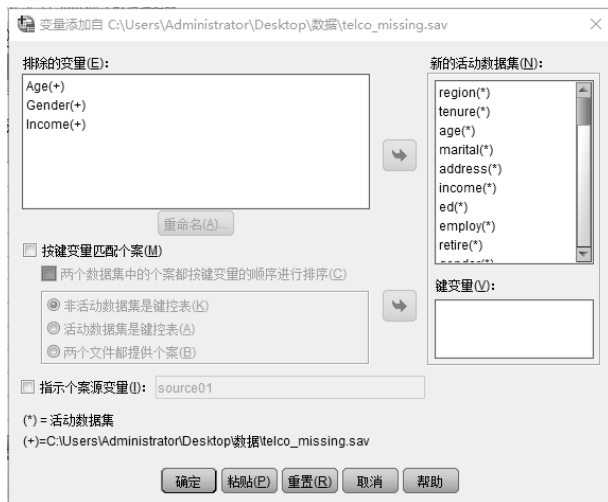 变量添加自 C:\Users\Administrator\Desktop\数据\telco_missing.sav
排除的变量(E):
Age(+)
Gender(+)
Income(+)
重命名(A)...
新的活动数据集(N):
region(*)
tenure(*)
age(*)
marital(*)
address(*)
income(*)
ed(*)
employ(*)
retire(*)
按键变量匹配个案(M)
两个数据集中的个案都按键变量的顺序进行排序(C)
非活动数据集是键控表(K)
活动数据集是键控表(A)
两个文件都提供个案(B)
键变量(V):
指示个案源变量(I): source01
(*) = 活动数据集
(+)=C:\Users\Administrator\Desktop\数据\telco_missing.sav
确定 粘贴(P) 重置(R) 取消 帮助